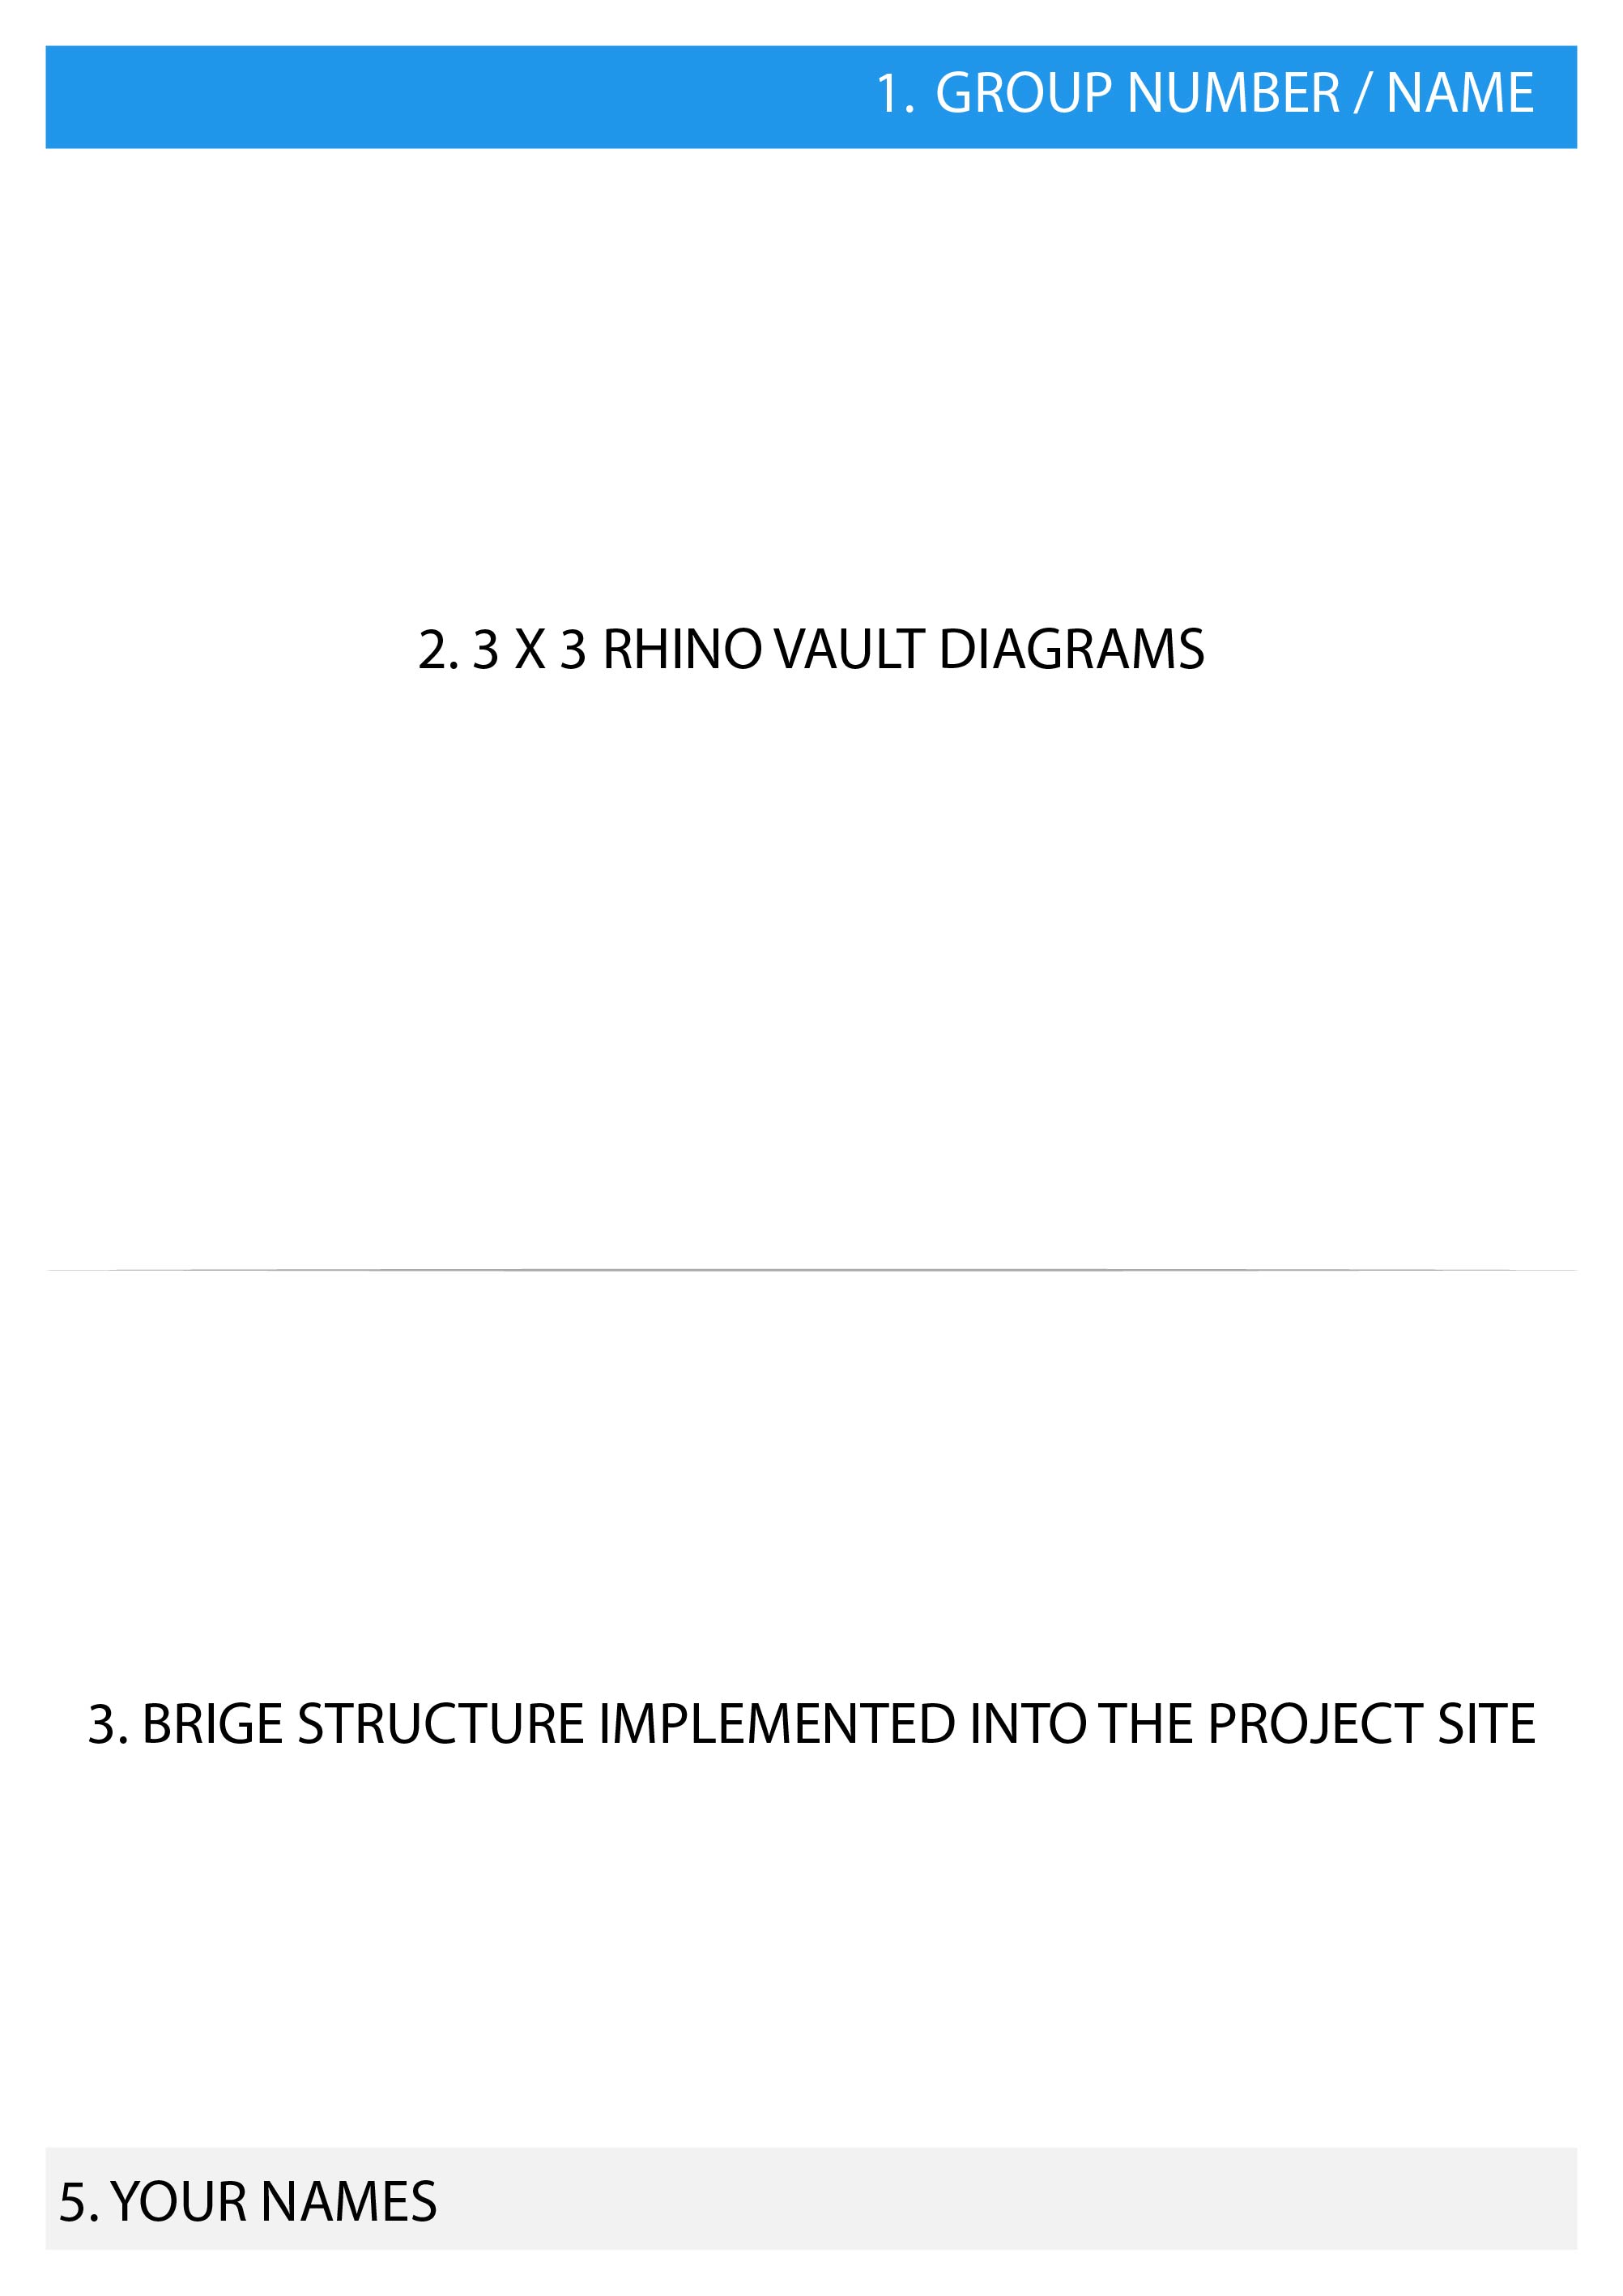 1. GROUP NUMBER / NAME
2. 3 X 3 RHINO VAULT DIAGRAMS
3. BRIGE STRUCTURE IMPLEMENTED INTO THE PROJECT SITE
5. YOUR NAMES